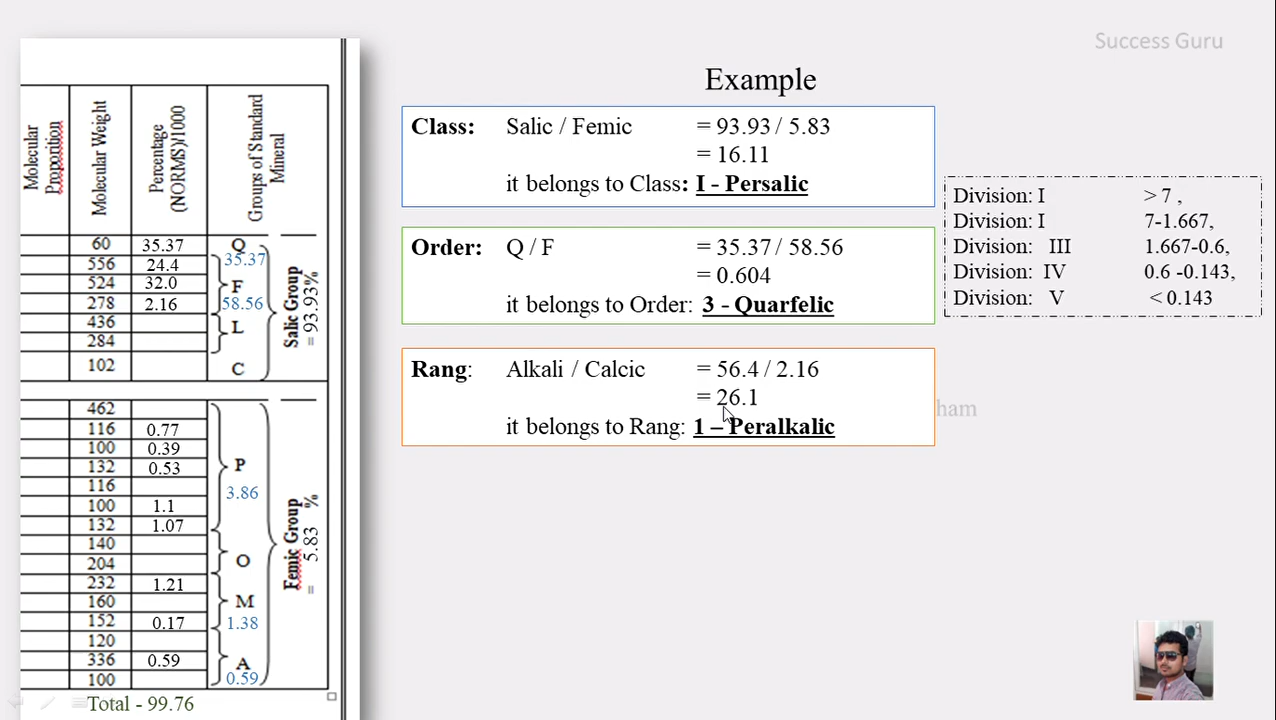 Success Guru
Example
Class: Salic / Femic = 93.93 / 5.83
= 16.11
it belongs to Class: I - Persalic
Order: Q / F = 35.37 / 58.56
= 0.604
it belongs to Order: 3 - Quarfelic
Rang: Alkali / Calcic = 56.4 / 2.16
= 26.1
it belongs to Rang: 1 – Peralkalic
Division: I > 7 ,
Division: I 7-1.667,
Division: III 1.667-0.6,
Division: IV 0.6 -0.143,
Division: V < 0.143
ham
Molecular Proporition
Molecular Weight
Percentage (NORMS)/1000
Groups of Standard Mineral
60 35.37 Q
35.37
556 24.4
524 32.0 F
278 2.16 58.56
436 L
284
102 C
Salic Group
= 93.93%
462
116 0.77
100 0.39
132 0.53 P
116
3.86
100 1.1
132 1.07
140
204 O
232 1.21
160 M
152 0.17 1.38
120
336 0.59 A
100 0.59
Femic Group
= 5.83 %
Total - 99.76